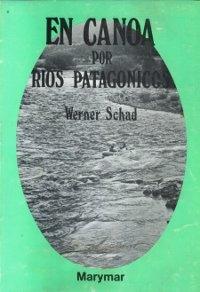 EN CANOA
POR
RIOS PATAGONICOS
Werner Schad
Marymar